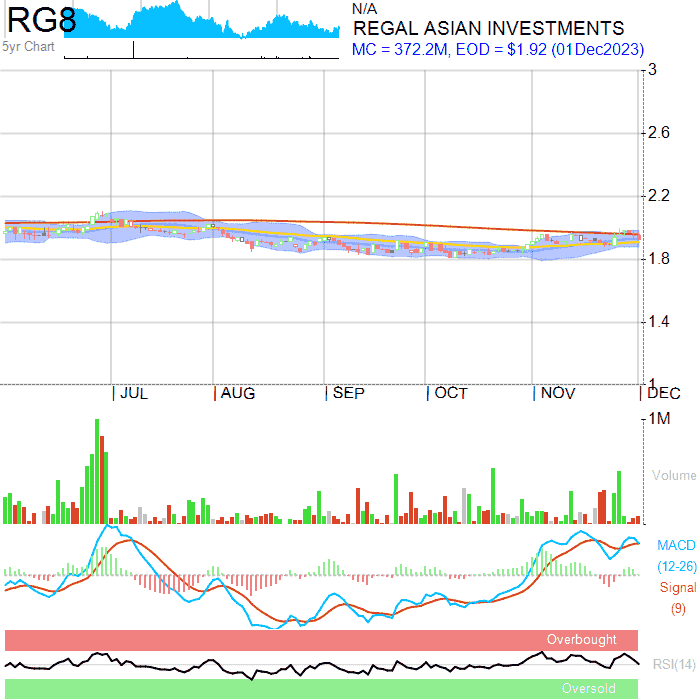 RG8
5yr Chart
N/A
REGAL ASIAN INVESTMENTS
MC = 372.2M, EOD = $1.92 (01Dec2023)
3
2.6
2.2
1.8
1.4
1
| JUL | AUG | SEP | OCT | NOV | DEC
1M
Volume
MACD
(12-26)
Signal
(9)
Overbought
RSI(14)
Oversold